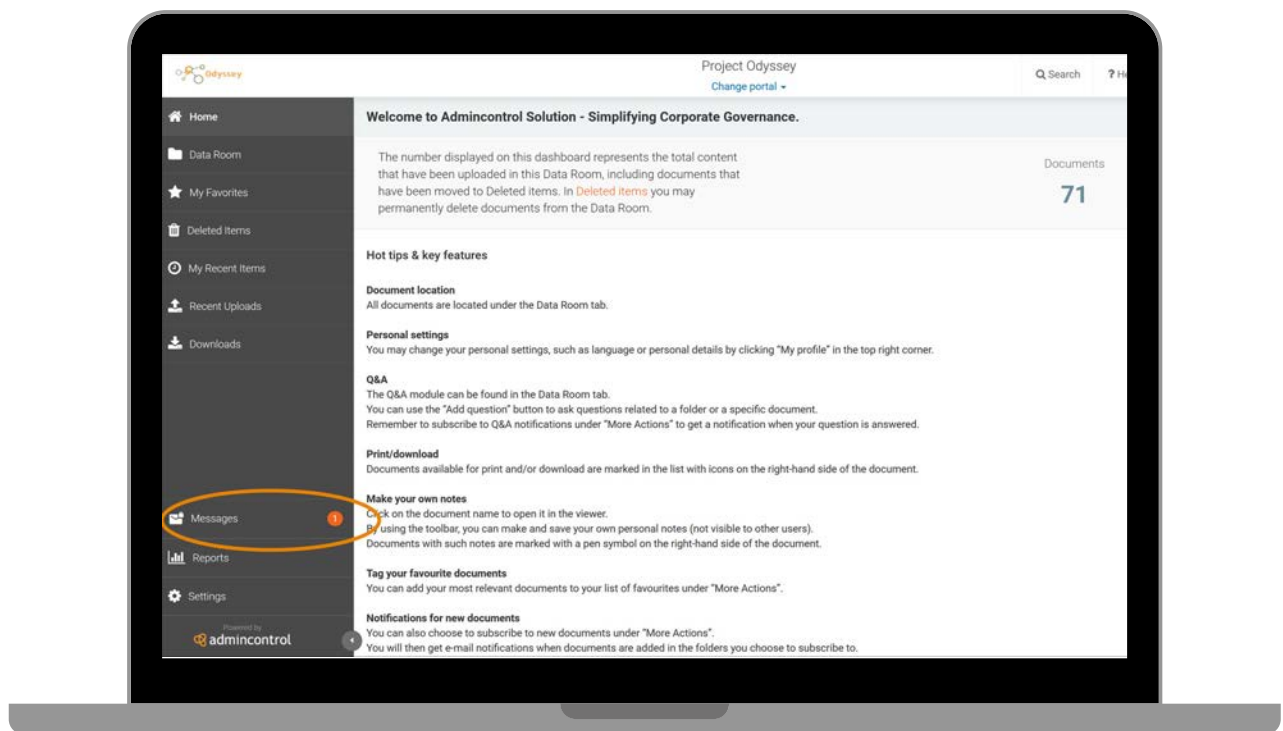 Odyssey
Project Odyssey
Change portal
Search
? He
Home
Data Room
My Favorites
Deleted Items
My Recent Items
Recent Uploads
Downloads
Messages
1
Reports
Settings
Powered by
admincontrol
Welcome to Admincontrol Solution - Simplifying Corporate Governance.
The number displayed on this dashboard represents the total content
that have been uploaded in this Data Room, including documents that
have been moved to Deleted items. In Deleted items you may
permanently delete documents from the Data Room.
Documents
71
Hot tips & key features
Document location
All documents are located under the Data Room tab.
Personal settings
You may change your personal settings, such as language or personal details by clicking “My profile” in the top right corner.
Q&A
The Q&A module can be found in the Data Room tab.
You can use the “Add question” button to ask questions related to a folder or a specific document.
Remember to subscribe to Q&A notifications under “More Actions” to get a notification when your question is answered.
Print/download
Documents available for print and/or download are marked in the list with icons on the right-hand side of the document.
Make your own notes
Click on the document name to open it in the viewer.
By using the toolbar, you can make and save your own personal notes (not visible to other users).
Documents with such notes are marked with a pen symbol on the right-hand side of the document.
Tag your favourite documents
You can add your most relevant documents to your list of favourites under “More Actions”.
Notifications for new documents
You can also choose to subscribe to new documents under “More Actions”.
You will then get e-mail notifications when documents are added in the folders you choose to subscribe to.